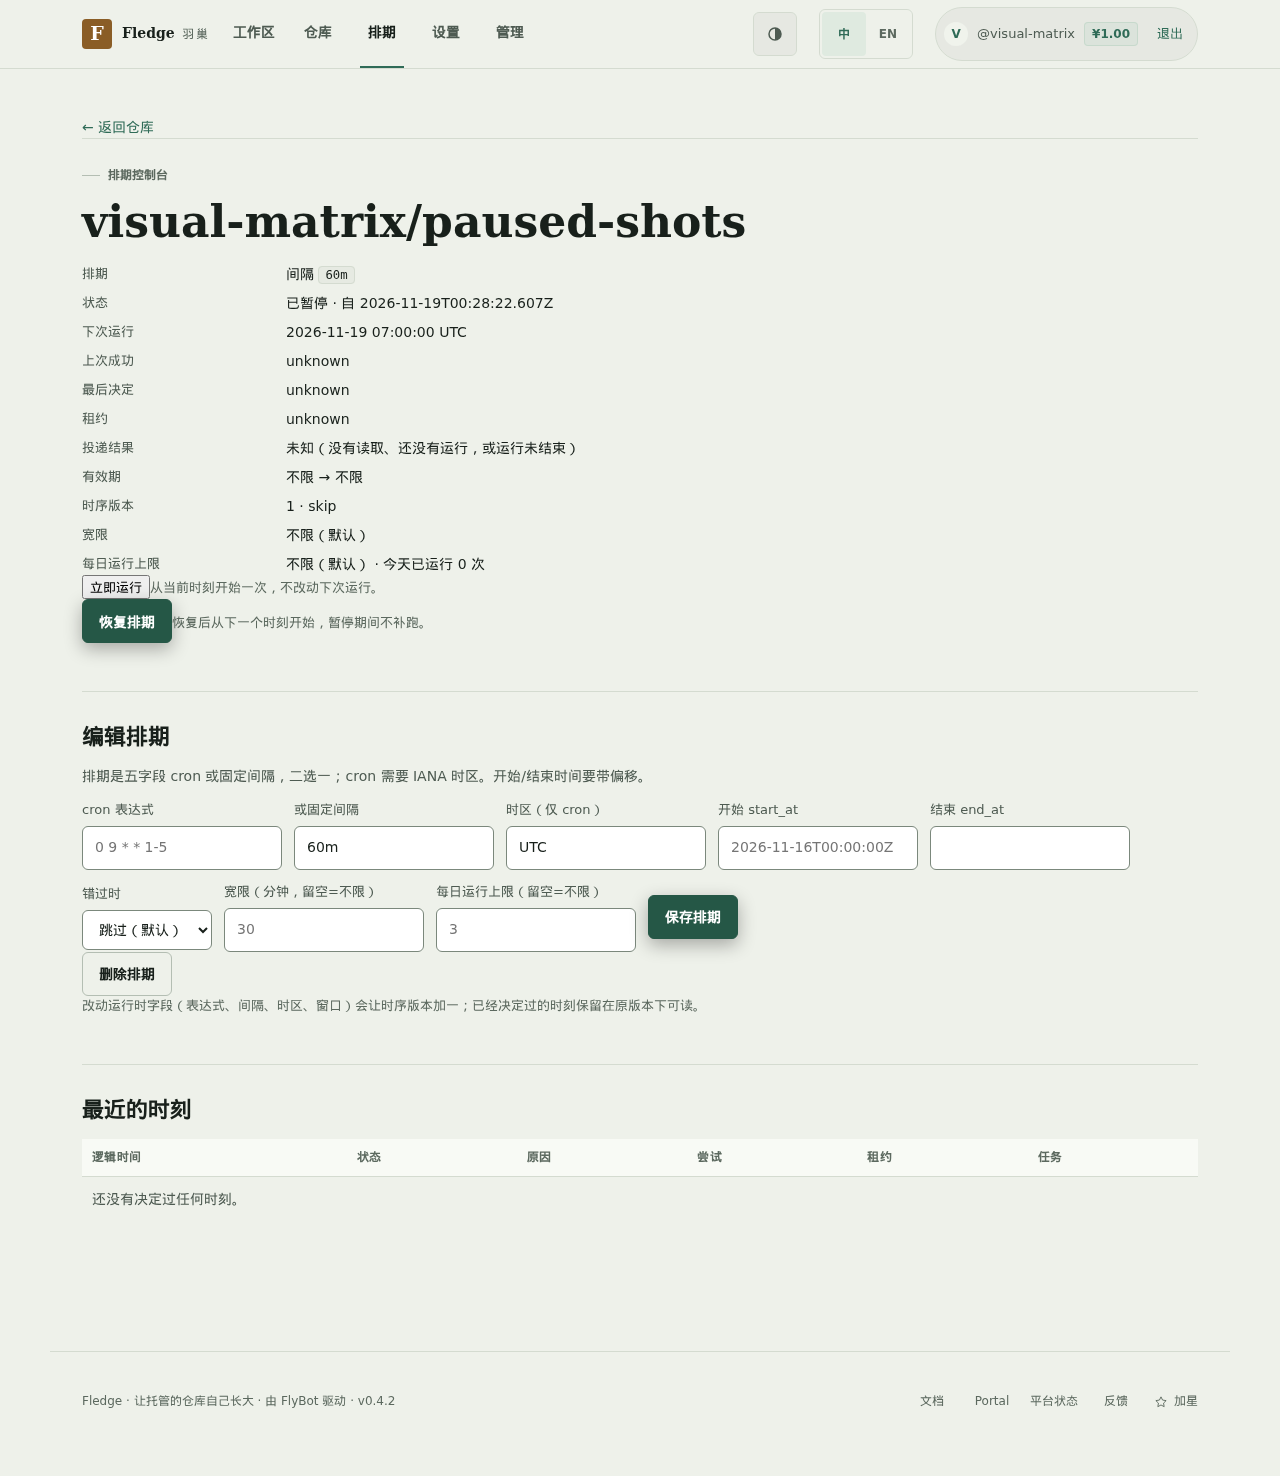 F Fledge 羽巢 工作区 仓库 排期 设置 管理 中 EN V @visual-matrix ¥1.00 退出
← 返回仓库
排期控制台
visual-matrix/paused-shots
排期 间隔 60m
状态 已暂停 · 自 2026-11-19T00:28:22.607Z
下次运行 2026-11-19 07:00:00 UTC
上次成功 unknown
最后决定 unknown
租约 unknown
投递结果 未知（没有读取、还没有运行，或运行未结束）
有效期 不限 → 不限
时序版本 1 · skip
宽限 不限（默认）
每日运行上限 不限（默认） · 今天已运行 0 次
立即运行 从当前时刻开始一次，不改动下次运行。
恢复排期 恢复后从下一个时刻开始，暂停期间不补跑。
编辑排期
排期是五字段 cron 或固定间隔，二选一；cron 需要 IANA 时区。开始/结束时间要带偏移。
cron 表达式 或固定间隔 时区（仅 cron） 开始 start_at 结束 end_at
0 9 * * 1-5 60m UTC 2026-11-16T00:00:00Z
错过时 宽限（分钟，留空=不限） 每日运行上限（留空=不限）
跳过（默认） 30 3 保存排期
删除排期
改动运行时字段（表达式、间隔、时区、窗口）会让时序版本加一；已经决定过的时刻保留在原版本下可读。
最近的时刻
逻辑时间 状态 原因 尝试 租约 任务
还没有决定过任何时刻。
Fledge · 让托管的仓库自己长大 · 由 FlyBot 驱动 · v0.4.2 文档 Portal 平台状态 反馈 加星